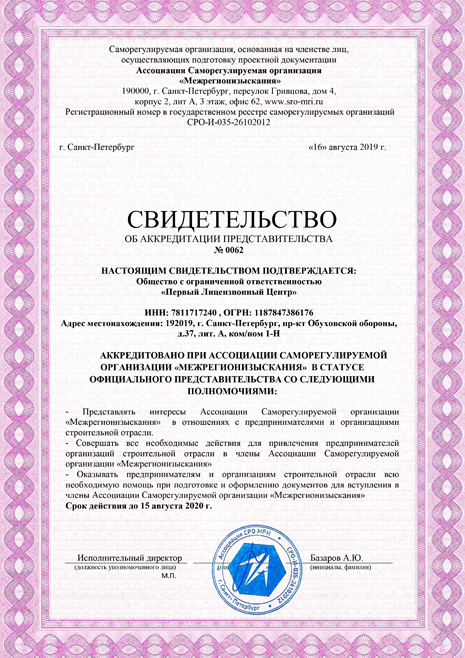 Саморегулируемая организация, основанная на членстве лиц,
осуществляющих подготовку проектной документации
Ассоциация Саморегулируемая организация
«Межрегионизыскания»
190000, г. Санкт-Петербург, переулок Гривцова, дом 4,
корпус 2, лит А, 3 этаж, офис 62, www.sro-mri.ru
Регистрационный номер в государственном реестре саморегулируемых организаций
СРО-И-035-26102012
г. Санкт-Петербург «16» августа 2019 г.
СВИДЕТЕЛЬСТВО
ОБ АККРЕДИТАЦИИ ПРЕДСТАВИТЕЛЬСТВА
№ 0062
НАСТОЯЩИМ СВИДЕТЕЛЬСТВОМ ПОДТВЕРЖДАЕТСЯ:
Общество с ограниченной ответственностью
«Первый Лицензионный Центр»
ИНН: 7811717240 , ОГРН: 1187847386176
Адрес местонахождения: 192019, г. Санкт-Петербург, пр-кт Обуховской обороны,
д.37, лит. А, ком/пом 1-Н
АККРЕДИТОВАНО ПРИ АССОЦИАЦИИ САМОРЕГУЛИРУЕМОЙ
ОРГАНИЗАЦИИ «МЕЖРЕГИОНИЗЫСКАНИЯ» В СТАТУСЕ
ОФИЦИАЛЬНОГО ПРЕДСТАВИТЕЛЬСТВА СО СЛЕДУЮЩИМИ
ПОЛНОМОЧИЯМИ:
- Представлять интересы Ассоциации Саморегулируемой организации
«Межрегионизыскания» в отношениях с предпринимателями и организациями
строительной отрасли.
- Совершать все необходимые действия для привлечения предпринимателей
организаций строительной отрасли в члены Ассоциации Саморегулируемой
организации «Межрегионизыскания»
- Оказывать предпринимателям и организациям строительной отрасли всю
необходимую помощь при подготовке и оформлению документов для вступления в
члены Ассоциации Саморегулируемой организации «Межрегионизыскания»
Срок действия до 15 августа 2020 г.
Исполнительный директор Базаров А.Ю.
(должность уполномоченного лица) (инициалы, фамилия)
М.П.
Ассоциация СРО МРИ
СРО-И-035-26102012
г. Санкт-Петербург